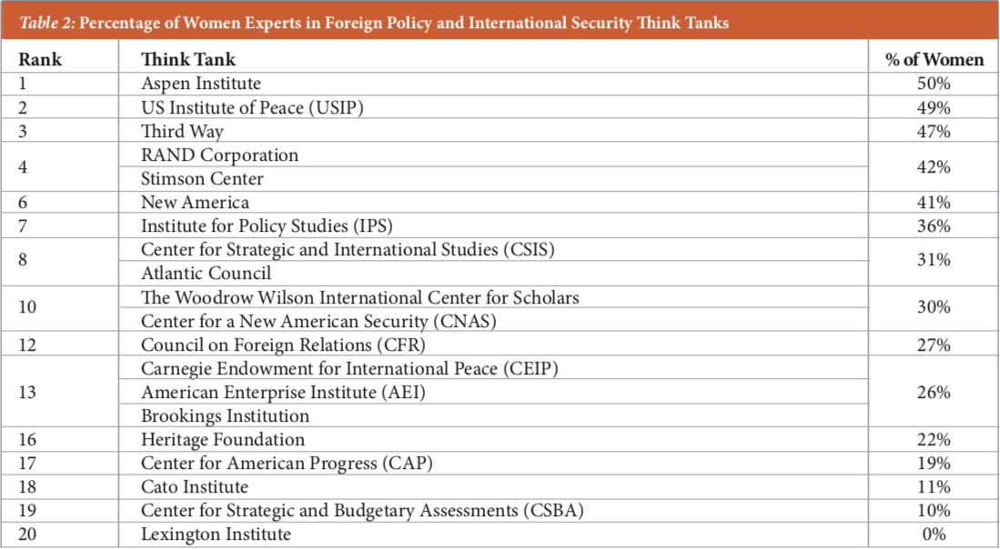 Table 2: Percentage of Women Experts in Foreign Policy and International Security Think Tanks
Rank Think Tank % of Women
1 Aspen Institute 50%
2 US Institute of Peace (USIP) 49%
3 Third Way 47%
4 RAND Corporation 42%
Stimson Center
6 New America 41%
7 Institute for Policy Studies (IPS) 36%
8 Center for Strategic and International Studies (CSIS) 31%
Atlantic Council
10 The Woodrow Wilson International Center for Scholars 30%
Center for a New American Security (CNAS)
12 Council on Foreign Relations (CFR) 27%
13 Carnegie Endowment for International Peace (CEIP) 26%
American Enterprise Institute (AEI)
Brookings Institution
16 Heritage Foundation 22%
17 Center for American Progress (CAP) 19%
18 Cato Institute 11%
19 Center for Strategic and Budgetary Assessments (CSBA) 10%
20 Lexington Institute 0%